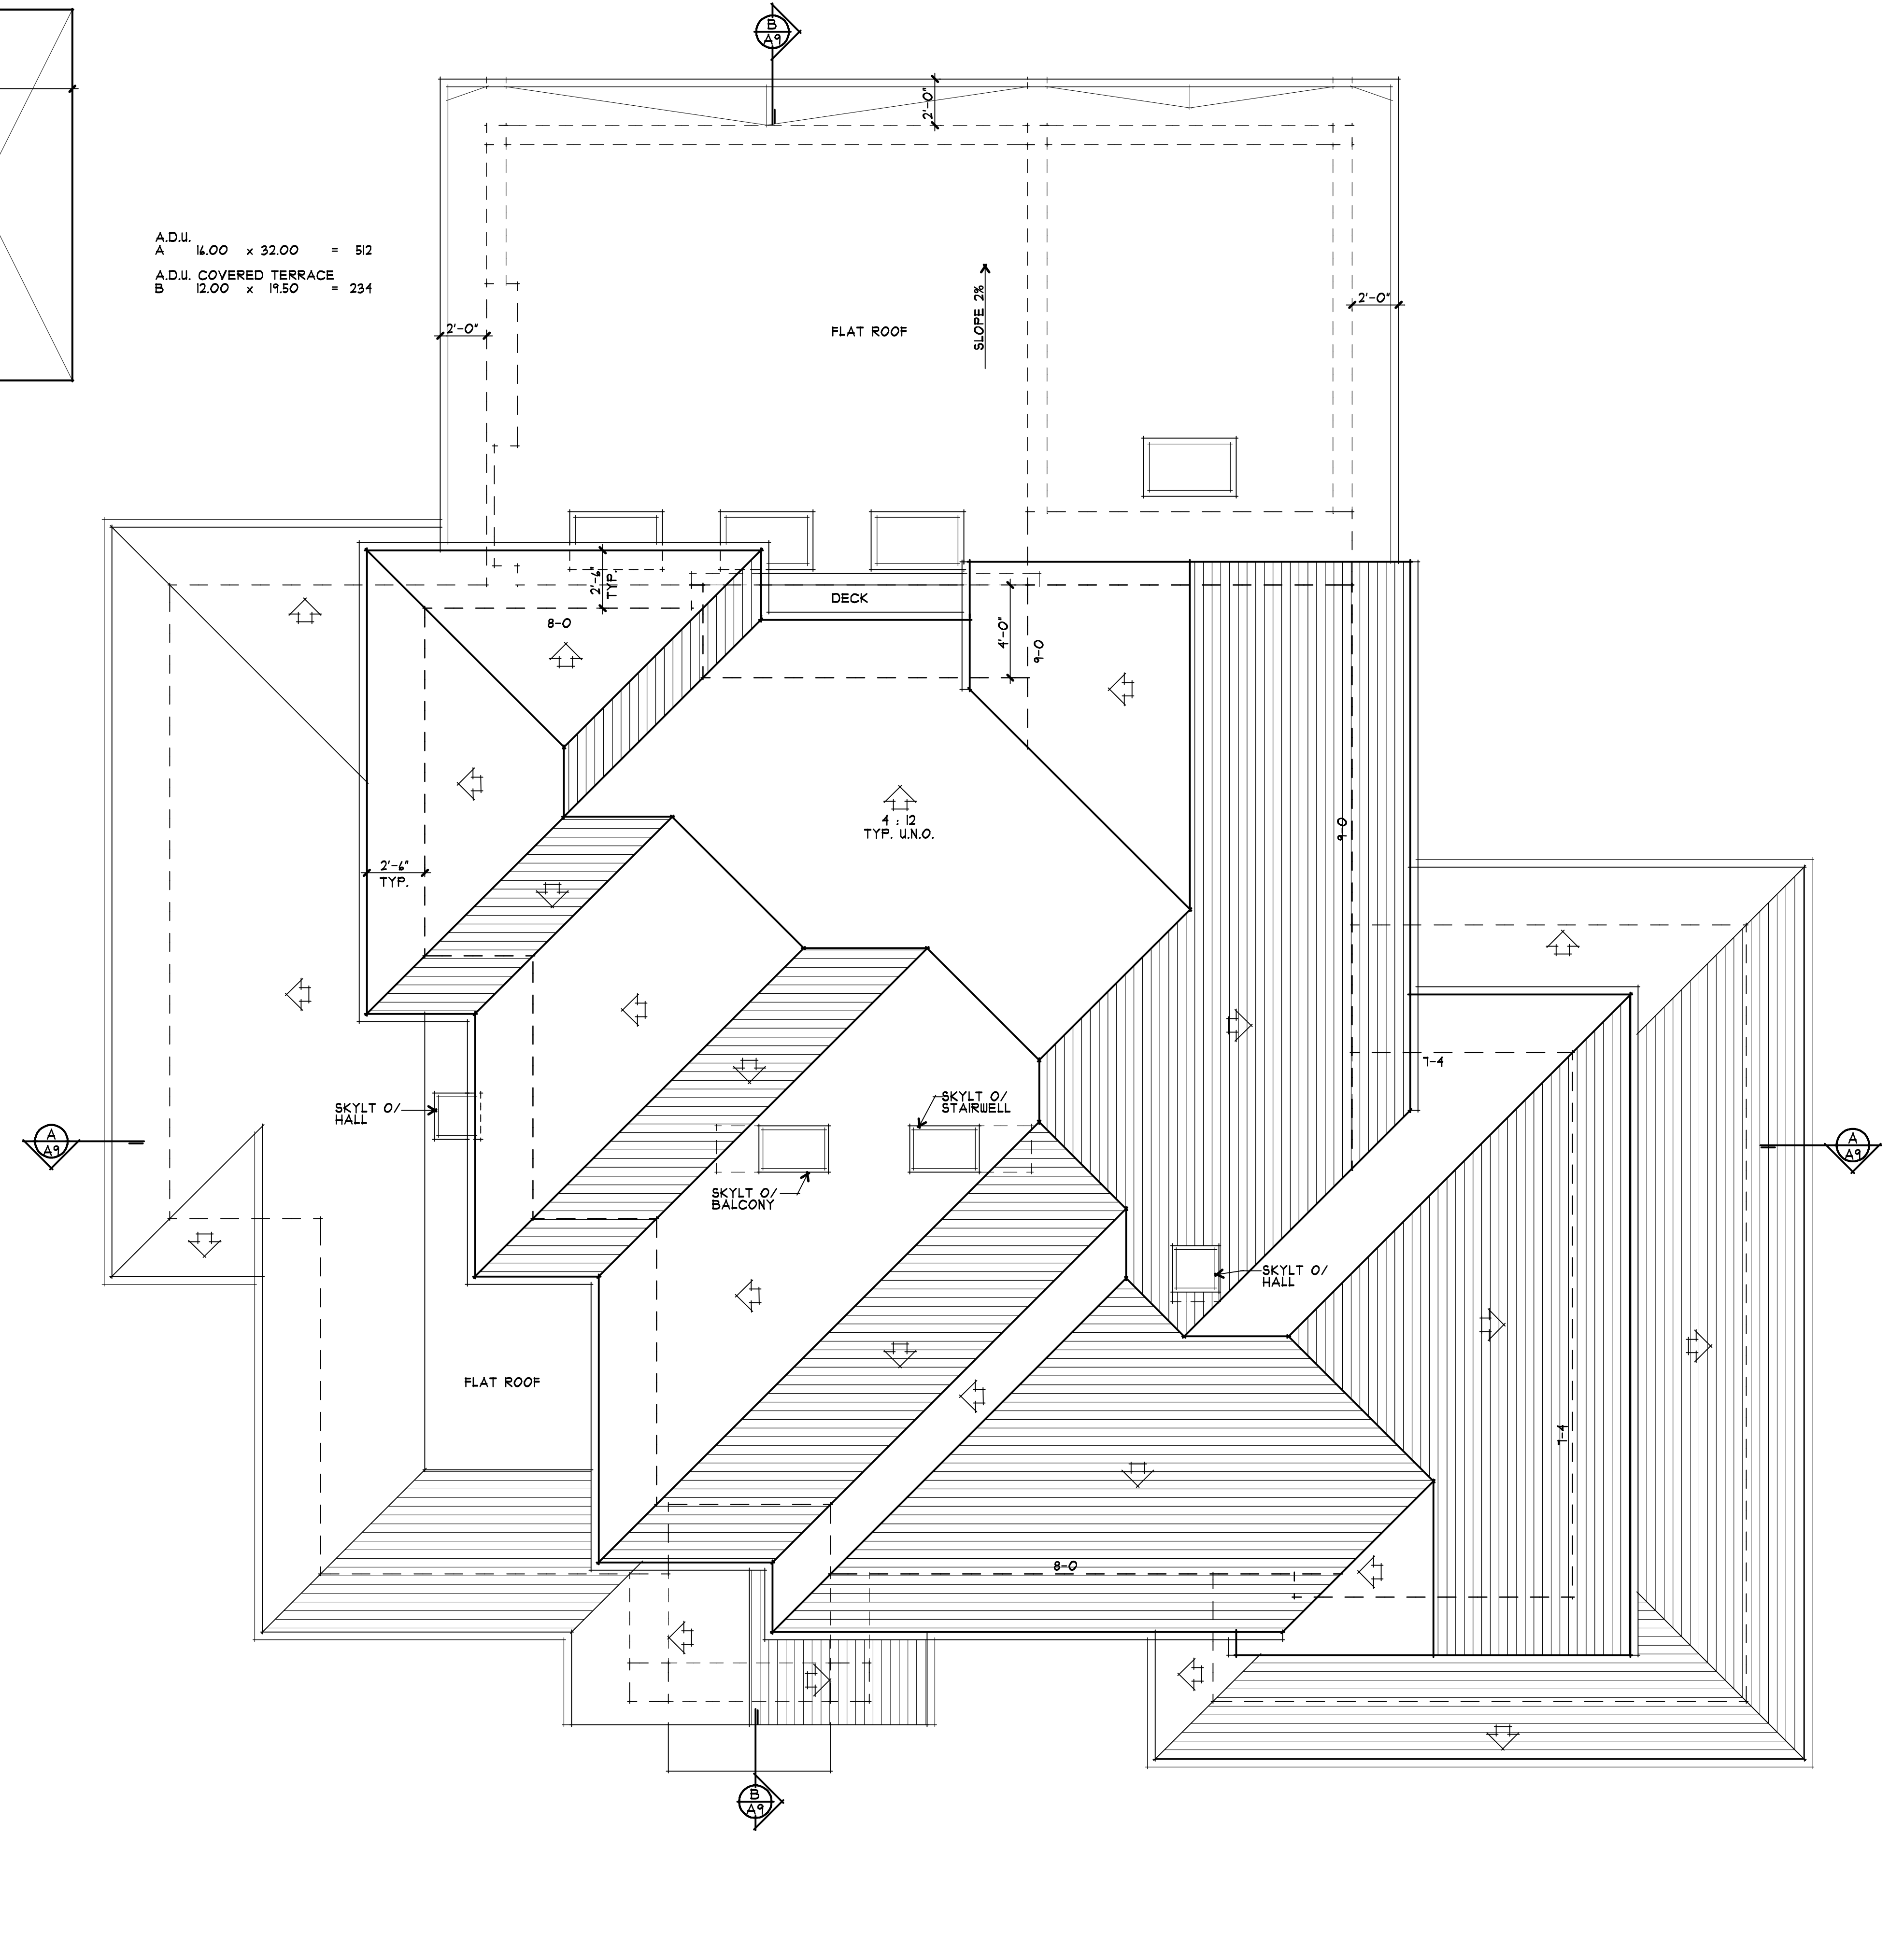 B
A9
2'-0"
A.D.U.
A 16.00 x 32.00 = 512
A.D.U. COVERED TERRACE
B 12.00 x 19.50 = 234
SLOPE 2%
2'-0"
2'-0"
FLAT ROOF
2'-6"
TYP.
DECK
8-0
4'-0"
9-0
4 : 12
TYP. U.N.O.
9-0
2'-6"
TYP.
7-4
SKYLT O/
HALL
SKYLT O/
STAIRWELL
A
A9
A
A9
SKYLT O/
BALCONY
SKYLT O/
HALL
FLAT ROOF
7-4
8-0
B
A9